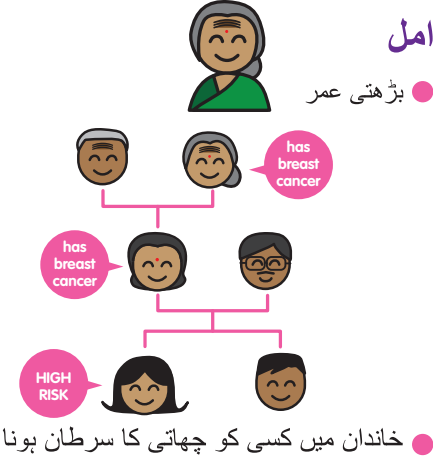 امل
بڑھتی عمر
has
breast
cancer
has
breast
cancer
HIGH
RISK
خاندان میں کسی کو چھاتی کا سرطان ہونا